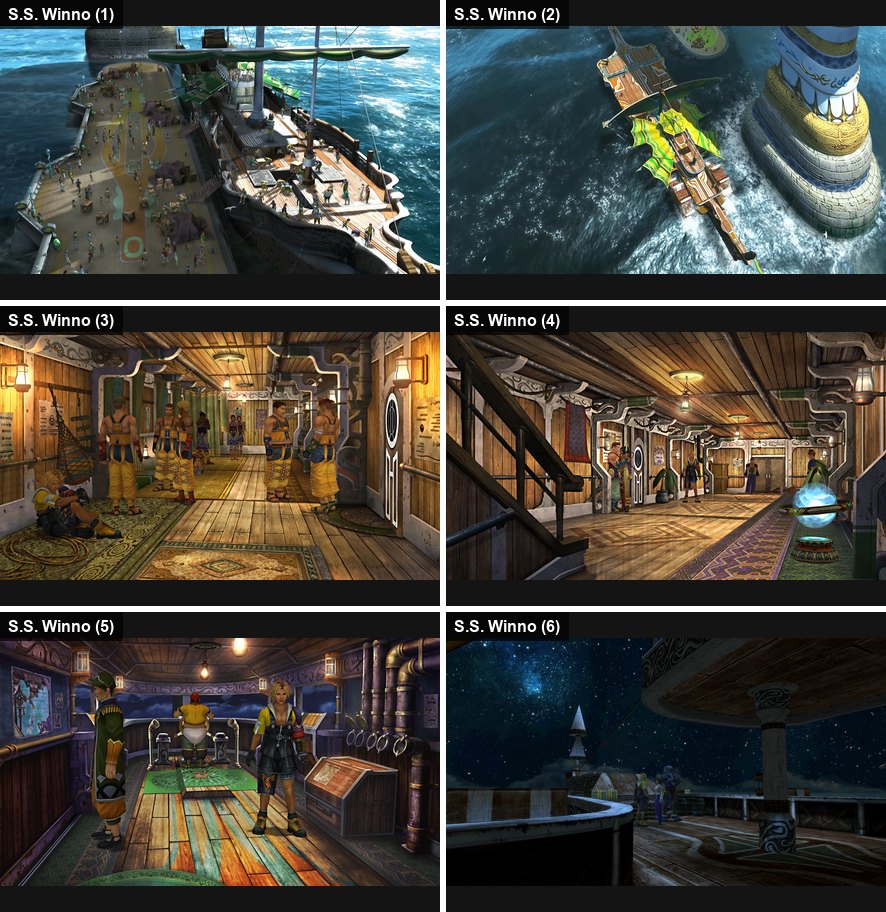 S.S. Winno (1)
S.S. Winno (2)
S.S. Winno (3)
S.S. Winno (4)
S.S. Winno (5)
S.S. Winno (6)